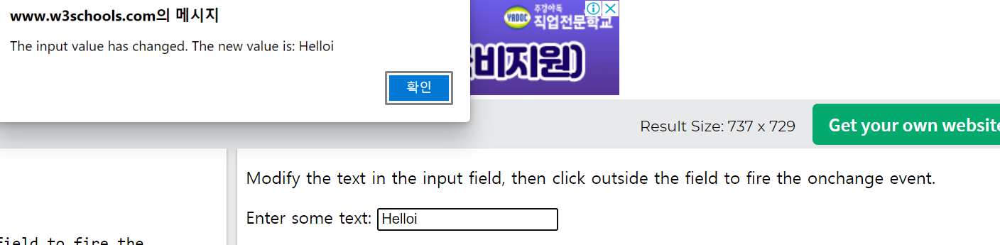 www.w3schools.com의 메시지
The input value has changed. The new value is: Helloi
확인
YADDC
주경야독
직업전문학교
비지원)
Result Size: 737 x 729
Get your own website
Modify the text in the input field, then click outside the field to fire the onchange event.
Enter some text: Helloi
field to fire the